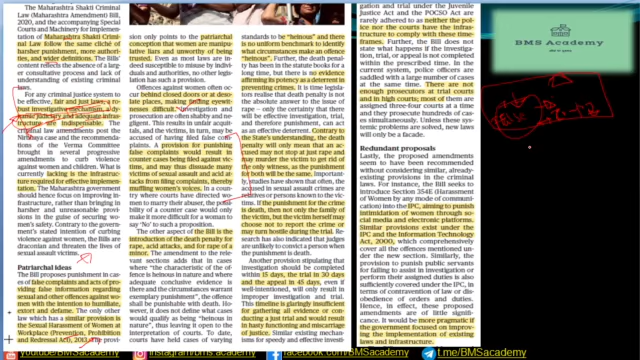 The Maharashtra Shakti Criminal
Law (Maharashtra Amendment) Bill,
2020, and the accompanying Special
Courts and Machinery for Implemen-
tation of Maharashtra Shakti Crimi-
nal Law follow the same cliché of
harsher punishment, more authori-
ties, and wider definitions. The Bills'
content reflects the absence of a larg-
er consultative process and lack of
understanding of existing criminal
laws.
For any criminal justice system to
be effective, fair and just laws, a ro-
bust investigative mechanism, a dy-
namic judiciary and adequate infras-
tructure are indispensable. The
criminal law amendments post the
Nirbhaya case and the recommenda-
tions of the Verma Committee
brought in several progressive
amendments to curb violence
against women and children. What is
currently lacking is the infrastruc-
ture required for effective implemen-
tation. The Maharashtra government
should hence focus on improving in-
frastructure, rather than bringing in
harsher and unreasonable provi-
sions in the guise of securing wo-
men's safety. Contrary to the govern-
ment's stated intention of curbing
violence against women, the Bills are
draconian and threaten the lives of
sexual assault victims.
Patriarchal ideas
The Bill proposes punishment in cas-
es of false complaints and acts of pro-
viding false information regarding
sexual and other offences against wo-
men with the intention to humiliate,
extort and defame. The only other
law which has a similar provision is
the Sexual Harassment of Women at
Workplace (Prevention, Prohibition
and Redressal) Act, 2013. The provi-
sion only points to the patriarchal
conception that women are manipu-
lative liars and unworthy of being
trusted. Even as most laws are in-
deed susceptible to misuse by indivi-
duals and authorities, no other legis-
lation has such a provision.
Offences against women often oc-
cur behind closed doors or at deso-
late places, making finding eyewit-
nesses difficult. Investigation and
prosecution are often shabby and ne-
gligent. This results in many acquit-
tals, and the victims, in turn, may be
accused of having filed false com-
plaints. A provision for punishing
false complaints would result in
counter cases being filed against vic-
tims, and may thus dissuade many
victims of sexual assault and acid at-
tacks from filing complaints, thereby
muffling women's voices. In a coun-
try where courts have directed wo-
men to marry their abuser, the possi-
bility of a counter case would only
make it more difficult for a woman to
say 'No' to such a proposition.
The other aspect of the Bill is the
introduction of the death penalty for
rape, acid attacks, and for rape of a
minor. The amendment to the rele-
vant sections adds that in cases
where "the characteristic of the of-
fence is heinous in nature and where
adequate conclusive evidence is
there and the circumstances warrant
exemplary punishment", the offence
shall be punishable with death. Ho-
wever, it does not define what cases
would qualify as being "heinous in
nature", thus leaving it open to the
interpretation of courts. To date,
courts have held cases of varying
standards to be "heinous" and there
is no uniform benchmark to identify
what circumstances make an offence
"heinous". Further, the death penal-
ty has been in the statute books for a
long time, but there is no evidence
affirming its potency as a deterrent in
preventing crimes. It is time legisla-
tors realise that death penalty is not
the absolute answer to the issue of
rape – only the certainty that there
will be effective investigation, trial
and therefore conviction, can act as
an effective deterrent. Contrary to
the State's understanding, the death
penalty will only mean that an ac-
cused may not stop at just rape and
may murder the victim to get rid of
the only witness, as the punishment
for both will be the same. Important-
ly, studies have shown that often, the
accused in sexual assault crimes are
relatives or persons known to the vic-
tim. If the punishment for the crime
is death, then not only the family of
the victim, but the victim herself may
choose not to report the crime or
may turn hostile during the trial. Re-
search has also indicated that judges
are unlikely to convict a person when
the punishment is death.
Another provision stipulating that
investigation should be completed
within 15 days, the trial in 30 days
and the appeal in 45 days, even if
well-intentioned, will only result in
improper investigation and trial.
This timeline is glaringly insufficient
for gathering all evidence or con-
ducting a just trial and would result
in hasty functioning and miscarriage
of justice. Similar existing mechan-
isms for speedy and effective investi-
gation and trial under the Juvenile
Justice Act and the POCSO Act are
rarely adhered to as neither the po-
lice nor the courts have the infras-
tructure to comply with these time-
frames. Further, the Bill does not
state what happens if the investiga-
tion, trial, or appeal is not completed
within the prescribed time. In the
current system, police officers are
saddled with a large number of cases
at the same time. There are not
enough prosecutors at trial courts
and in high courts; most of them are
assigned three-four courts at a time
and they prosecute hundreds of cas-
es simultaneously. Unless these sys-
temic problems are solved, new laws
will only be a facade.
Redundant proposals
Lastly, the proposed amendments
seem to have been recommended
without considering similar, already-
existing provisions in the criminal
laws. For instance, the Bill seeks to
introduce Section 354E (Harassment
of Women by any mode of communi-
cation) into the IPC, aiming to punish
intimidation of women through so-
cial media and electronic platforms.
Similar provisions exist under the
IPC and the Information Technology
Act, 2000, which comprehensively
cover all the offences mentioned un-
der the new section. Similarly, the
provision to punish public servants
for failing to assist in investigation or
perform their assigned duties is also
sufficiently covered under the IPC, in
terms of contravention of law or dis-
obedience of orders and duties.
Hence, in effect, these proposed
amendments are of little signific-
ance. It would be more pragmatic if
the government focused on improv-
ing the implementation of existing
laws and infrastructure.
BMS Academy
youtube/BMSacademy
instagram/bms academy
facebook.com/BMSacademy
t.me/BMSacademy